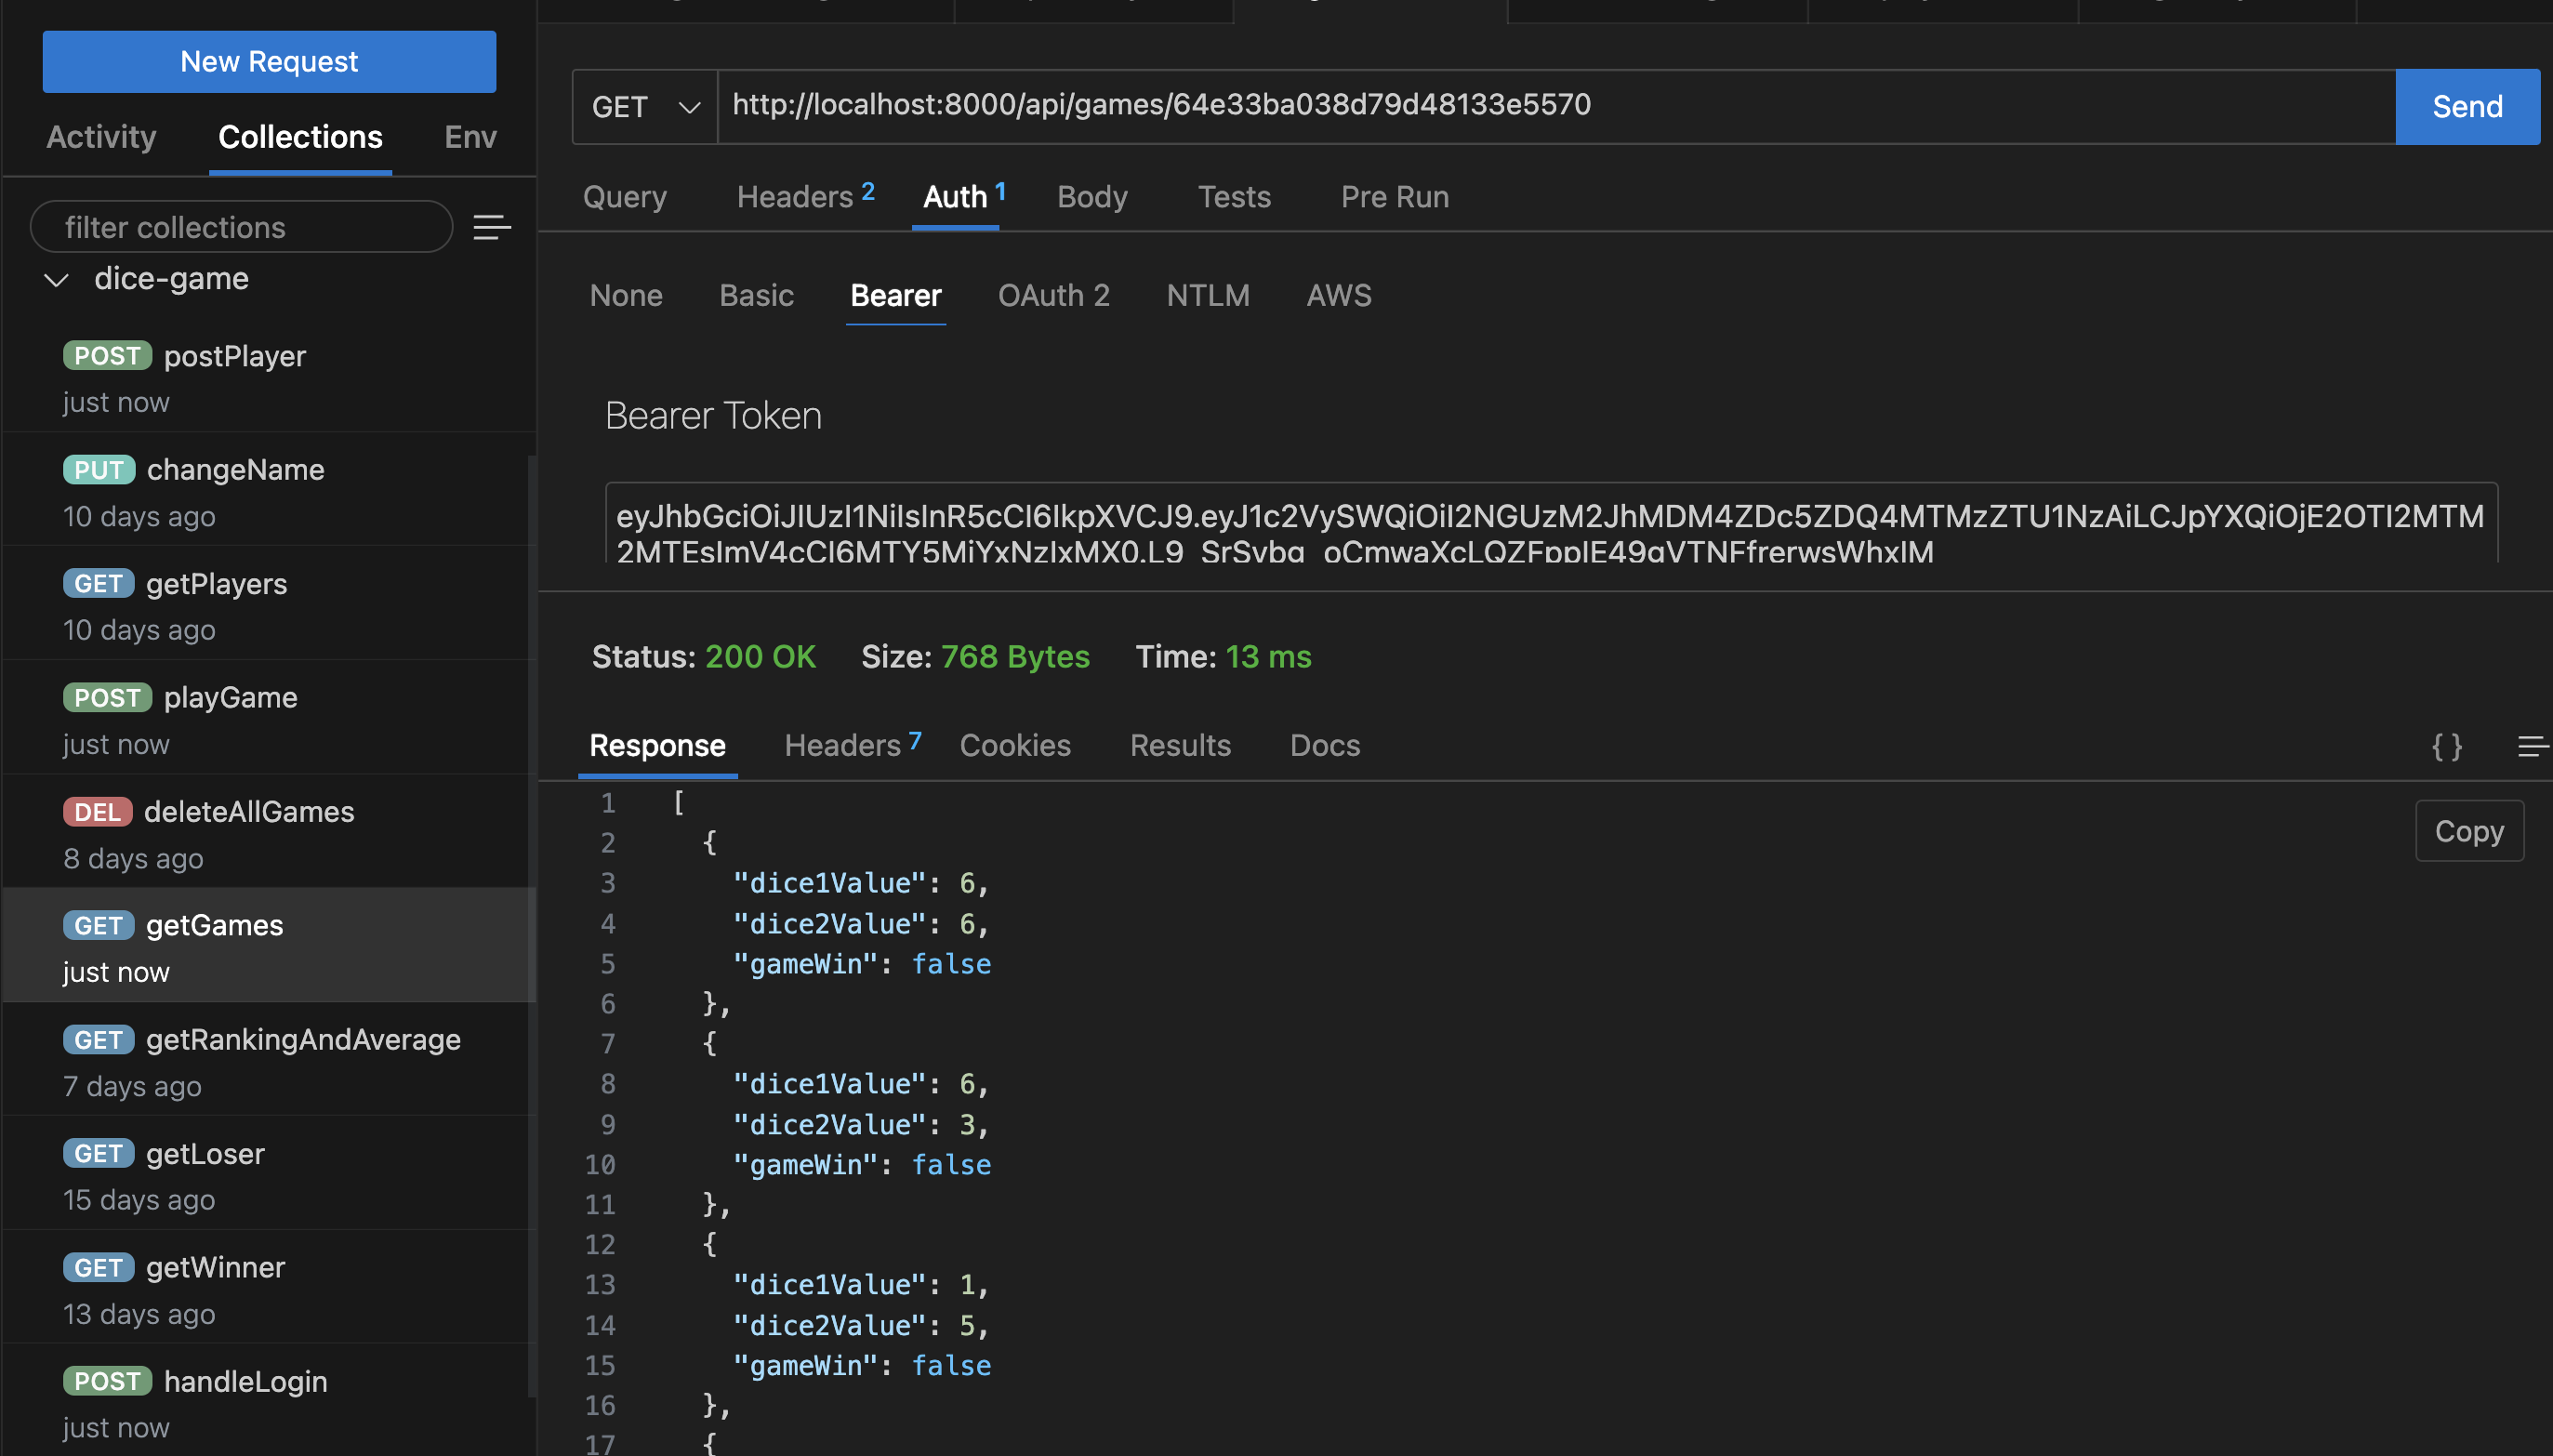 New Request
Activity Collections Env
filter collections
dice-game
POST postPlayer
just now
PUT changeName
10 days ago
GET getPlayers
10 days ago
POST playGame
just now
DEL deleteAllGames
8 days ago
GET getGames
just now
GET getRankingAndAverage
7 days ago
GET getLoser
15 days ago
GET getWinner
13 days ago
POST handleLogin
just now
GET http://localhost:8000/api/games/64e33ba038d79d48133e5570 Send
Query Headers 2 Auth 1 Body Tests Pre Run
None Basic Bearer OAuth 2 NTLM AWS
Bearer Token
eyJhbGciOiJIUzI1NiIsInR5cCI6IkpXVCJ9.eyJ1c2VySWQiOiI2NGUzM2JhMDM4ZDc5ZDQ4MTMzZTU1NzAiLCJpYXQiOjE2OTI2MTM
Status: 200 OK Size: 768 Bytes Time: 13 ms
Response Headers 7 Cookies Results Docs { }
Copy
1 [
2 {
3 "dice1Value": 6,
4 "dice2Value": 6,
5 "gameWin": false
6 },
7 {
8 "dice1Value": 6,
9 "dice2Value": 3,
10 "gameWin": false
11 },
12 {
13 "dice1Value": 1,
14 "dice2Value": 5,
15 "gameWin": false
16 },
17 {